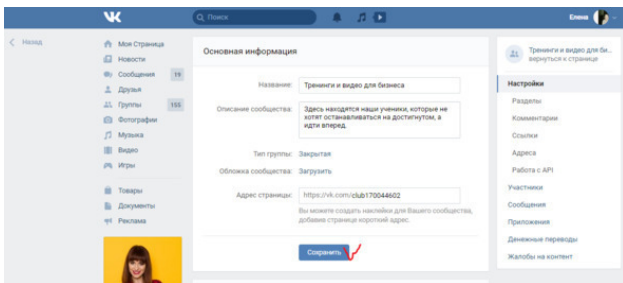 Поиск
Елена
Назад
Моя Страница
Новости
Сообщения 19
Друзья
Группы 155
Фотографии
Музыка
Видео
Игры
Товары
Документы
Реклама
Основная информация
Название: Тренинги и видео для бизнеса
Описание сообщества: Здесь находятся наши ученики, которые не
хотят останавливаться на достигнутом, а
идти вперед.
Тип группы: Закрытая
Обложка сообщества: Загрузить
Адрес страницы: https://vk.com/club170044602
Вы можете создать наклейки для Вашего сообщества,
добавив странице короткий адрес.
Сохранить
Тренинги и видео для би...
вернуться к странице
Настройки
Разделы
Комментарии
Ссылки
Адреса
Работа с API
Участники
Сообщения
Приложения
Денежные переводы
Жалобы на контент